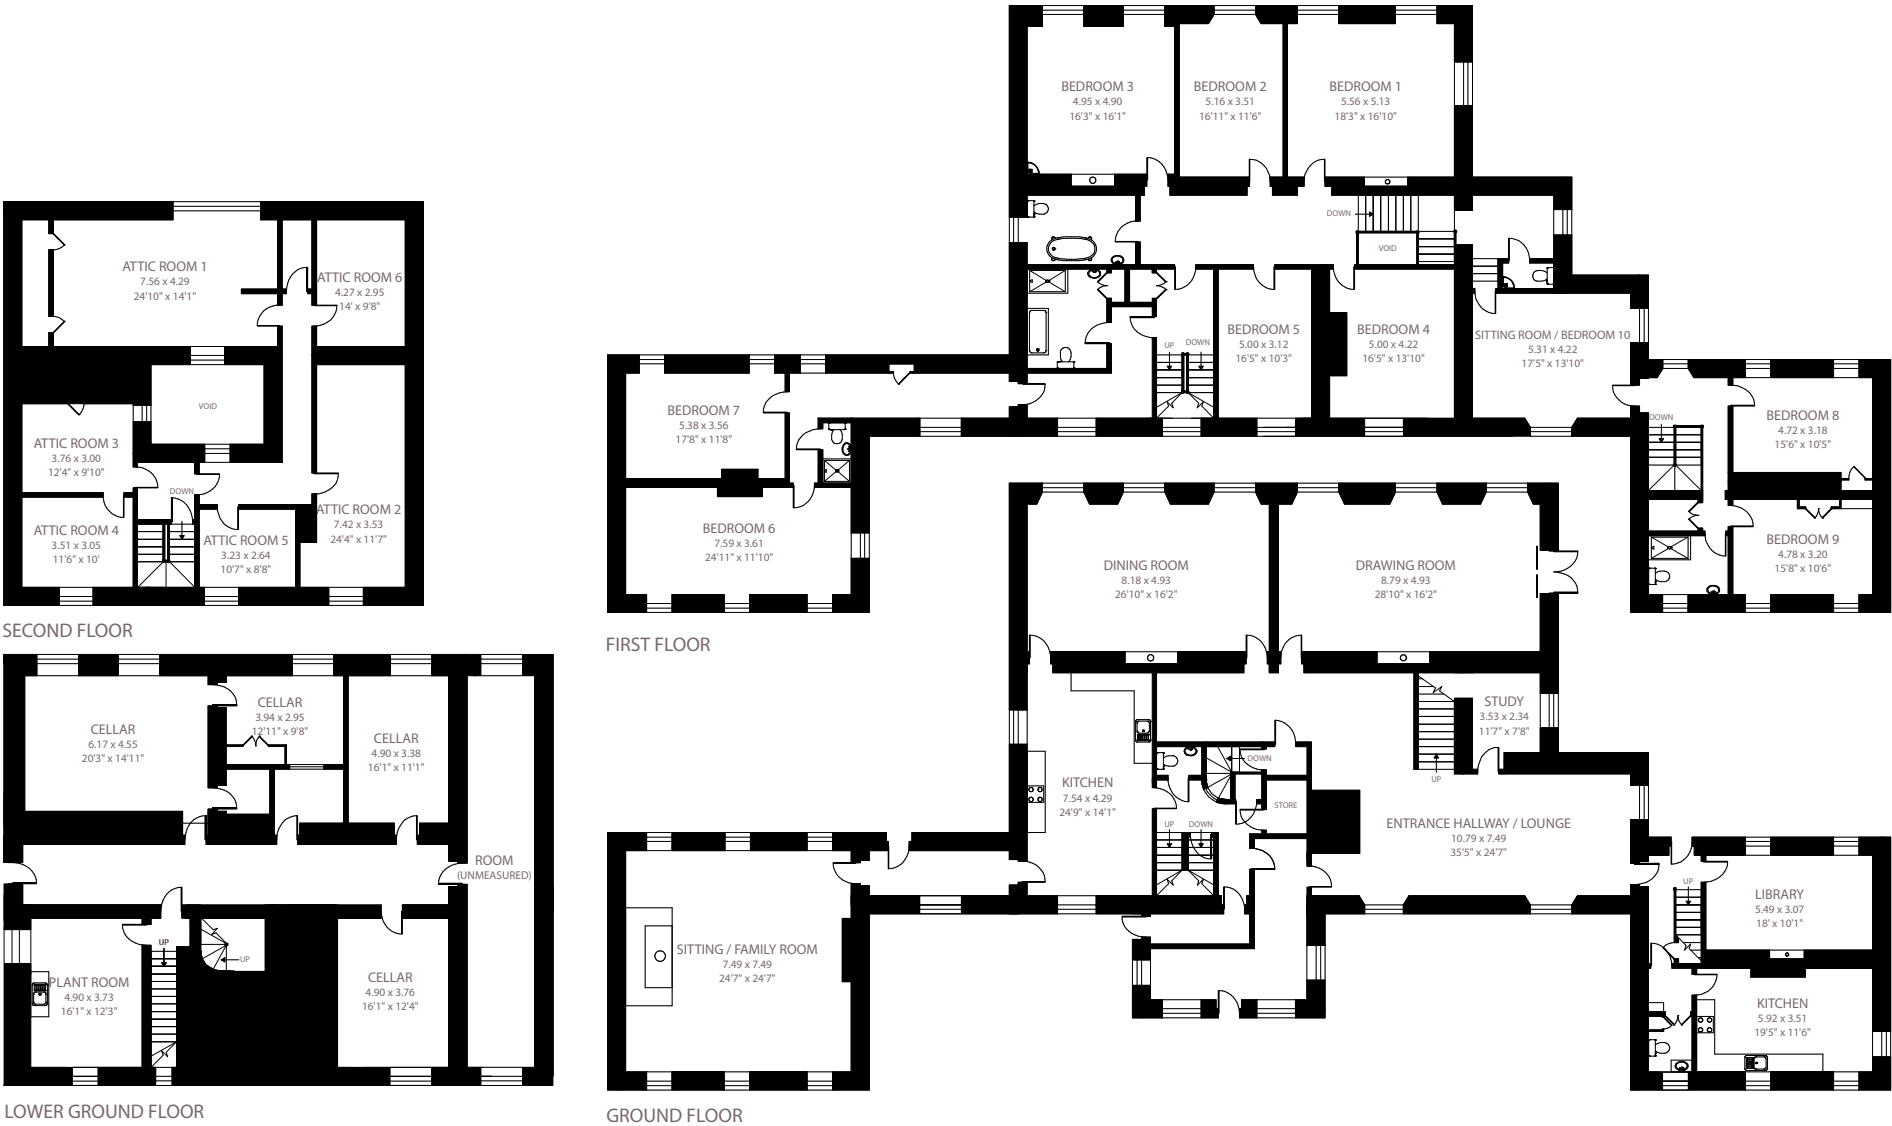 ATTIC ROOM 1
7.56 x 4.29
24'10" x 14'1"
ATTIC ROOM 6
4.27 x 2.95
14' x 9'8"
VOID
ATTIC ROOM 3
3.76 x 3.00
12'4" x 9'10"
DOWN
ATTIC ROOM 4
3.51 x 3.05
11'6" x 10'
ATTIC ROOM 5
3.23 x 2.64
10'7" x 8'8"
ATTIC ROOM 2
7.42 x 3.53
24'4" x 11'7"
SECOND FLOOR
BEDROOM 3
4.95 x 4.90
16'3" x 16'1"
BEDROOM 2
5.16 x 3.51
16'11" x 11'6"
BEDROOM 1
5.56 x 5.13
18'3" x 16'10"
DOWN
VOID
BEDROOM 5
5.00 x 3.12
16'5" x 10'3"
BEDROOM 4
5.00 x 4.22
16'5" x 13'10"
SITTING ROOM / BEDROOM 10
5.31 x 4.22
17'5" x 13'10"
UP
DOWN
BEDROOM 7
5.38 x 3.56
17'8" x 11'8"
BEDROOM 6
7.59 x 3.61
24'11" x 11'10"
DOWN
BEDROOM 8
4.72 x 3.18
15'6" x 10'5"
BEDROOM 9
4.78 x 3.20
15'8" x 10'6"
FIRST FLOOR
CELLAR
6.17 x 4.55
20'3" x 14'11"
CELLAR
3.94 x 2.95
12'11" x 9'8"
CELLAR
4.90 x 3.38
16'1" x 11'1"
ROOM
(UNMEASURED)
UP
UP
PLANT ROOM
4.90 x 3.73
16'1" x 12'3"
CELLAR
4.90 x 3.76
16'1" x 12'4"
LOWER GROUND FLOOR
DINING ROOM
8.18 x 4.93
26'10" x 16'2"
DRAWING ROOM
8.79 x 4.93
28'10" x 16'2"
STUDY
3.53 x 2.34
11'7" x 7'8"
UP
DOWN
KITCHEN
7.54 x 4.29
24'9" x 14'1"
STORE
UP
DOWN
ENTRANCE HALLWAY / LOUNGE
10.79 x 7.49
35'5" x 24'7"
SITTING / FAMILY ROOM
7.49 x 7.49
24'7" x 24'7"
UP
LIBRARY
5.49 x 3.07
18' x 10'1"
KITCHEN
5.92 x 3.51
19'5" x 11'6"
GROUND FLOOR